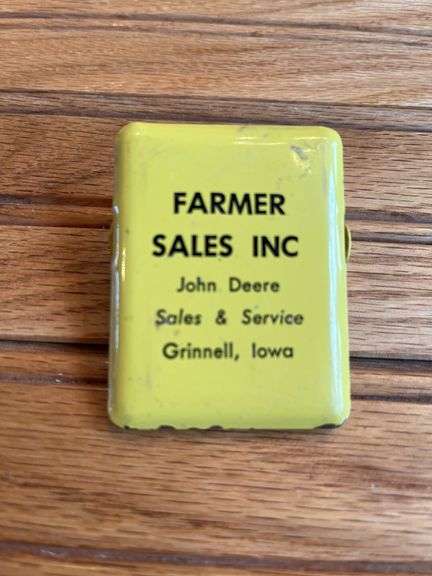 FARMER
SALES INC
John Deere
Sales & Service
Grinnell, Iowa